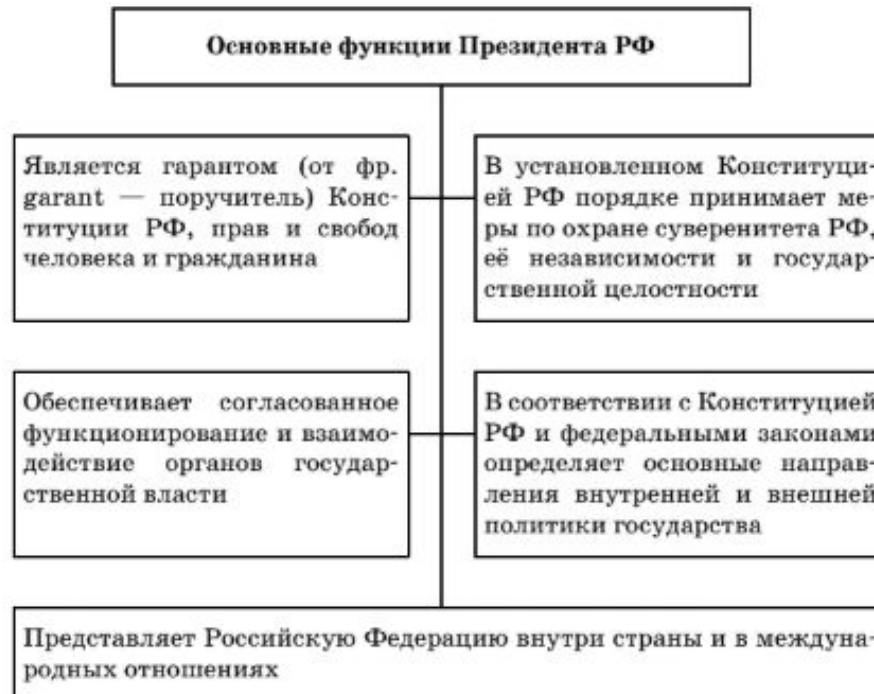 Основные функции Президента РФ
Является гарантом (от фр.
garant — поручитель) Конс-
титуции РФ, прав и свобод
человека и гражданина
В установленном Конституци-
ей РФ порядке принимает ме-
ры по охране суверенитета РФ,
её независимости и государ-
ственной целостности
Обеспечивает согласованное
функционирование и взаимо-
действие органов государ-
ственной власти
В соответствии с Конституцией
РФ и федеральными законами
определяет основные направ-
ления внутренней и внешней
политики государства
Представляет Российскую Федерацию внутри страны и в междуна-
родных отношениях